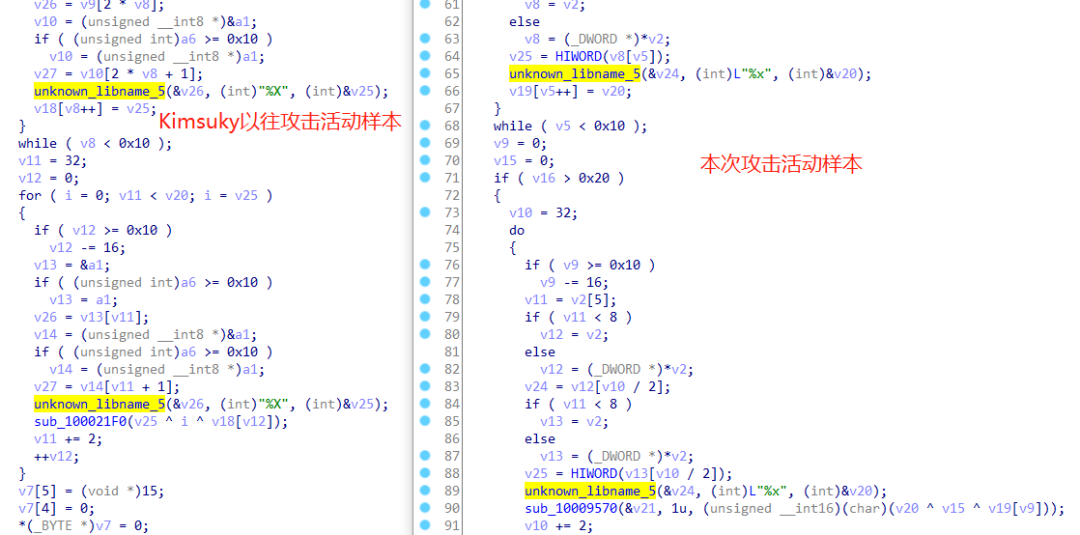 v26 = v9[2 * v8];
v10 = (unsigned __int8 *)&a1;
if ( (unsigned int)a6 >= 0x10 )
v10 = (unsigned __int8 *)a1;
v27 = v10[2 * v8 + 1];
unknown_libname_5(&v26, (int)"%X", (int)&v25);
v18[v8++] = v25;
Kimsuky以往攻击活动样本
}
while ( v8 < 0x10 );
v11 = 32;
v12 = 0;
for ( i = 0; v11 < v20; i = v25 )
{
if ( v12 >= 0x10 )
v12 -= 16;
v13 = &a1;
if ( (unsigned int)a6 >= 0x10 )
v13 = a1;
v26 = v13[v11];
v14 = (unsigned __int8 *)&a1;
if ( (unsigned int)a6 >= 0x10 )
v14 = (unsigned __int8 *)a1;
v27 = v14[v11 + 1];
unknown_libname_5(&v26, (int)"%X", (int)&v25);
sub_100021F0(v25 ^ i ^ v18[v12]);
v11 += 2;
++v12;
}
v7[5] = (void *)15;
v7[4] = 0;
*(_BYTE *)v7 = 0;
61 v8 = v2;
62 else
63 v8 = (_DWORD *)*v2;
64 v25 = HIWORD(v8[v5]);
65 unknown_libname_5(&v24, (int)L"%x", (int)&v20);
66 v19[v5++] = v20;
67 }
68 while ( v5 < 0x10 );
69 v9 = 0;
70 v15 = 0;
本次攻击活动样本
71 if ( v16 > 0x20 )
72 {
73 v10 = 32;
74 do
75 {
76 if ( v9 >= 0x10 )
77 v9 -= 16;
78 v11 = v2[5];
79 if ( v11 < 8 )
80 v12 = v2;
81 else
82 v12 = (_DWORD *)*v2;
83 v24 = v12[v10 / 2];
84 if ( v11 < 8 )
85 v13 = v2;
86 else
87 v13 = (_DWORD *)*v2;
88 v25 = HIWORD(v13[v10 / 2]);
89 unknown_libname_5(&v24, (int)L"%x", (int)&v20);
90 sub_10009570(&v21, 1u, (unsigned __int16)(char)(v20 ^ v15 ^ v19[v9]));
91 v10 += 2;